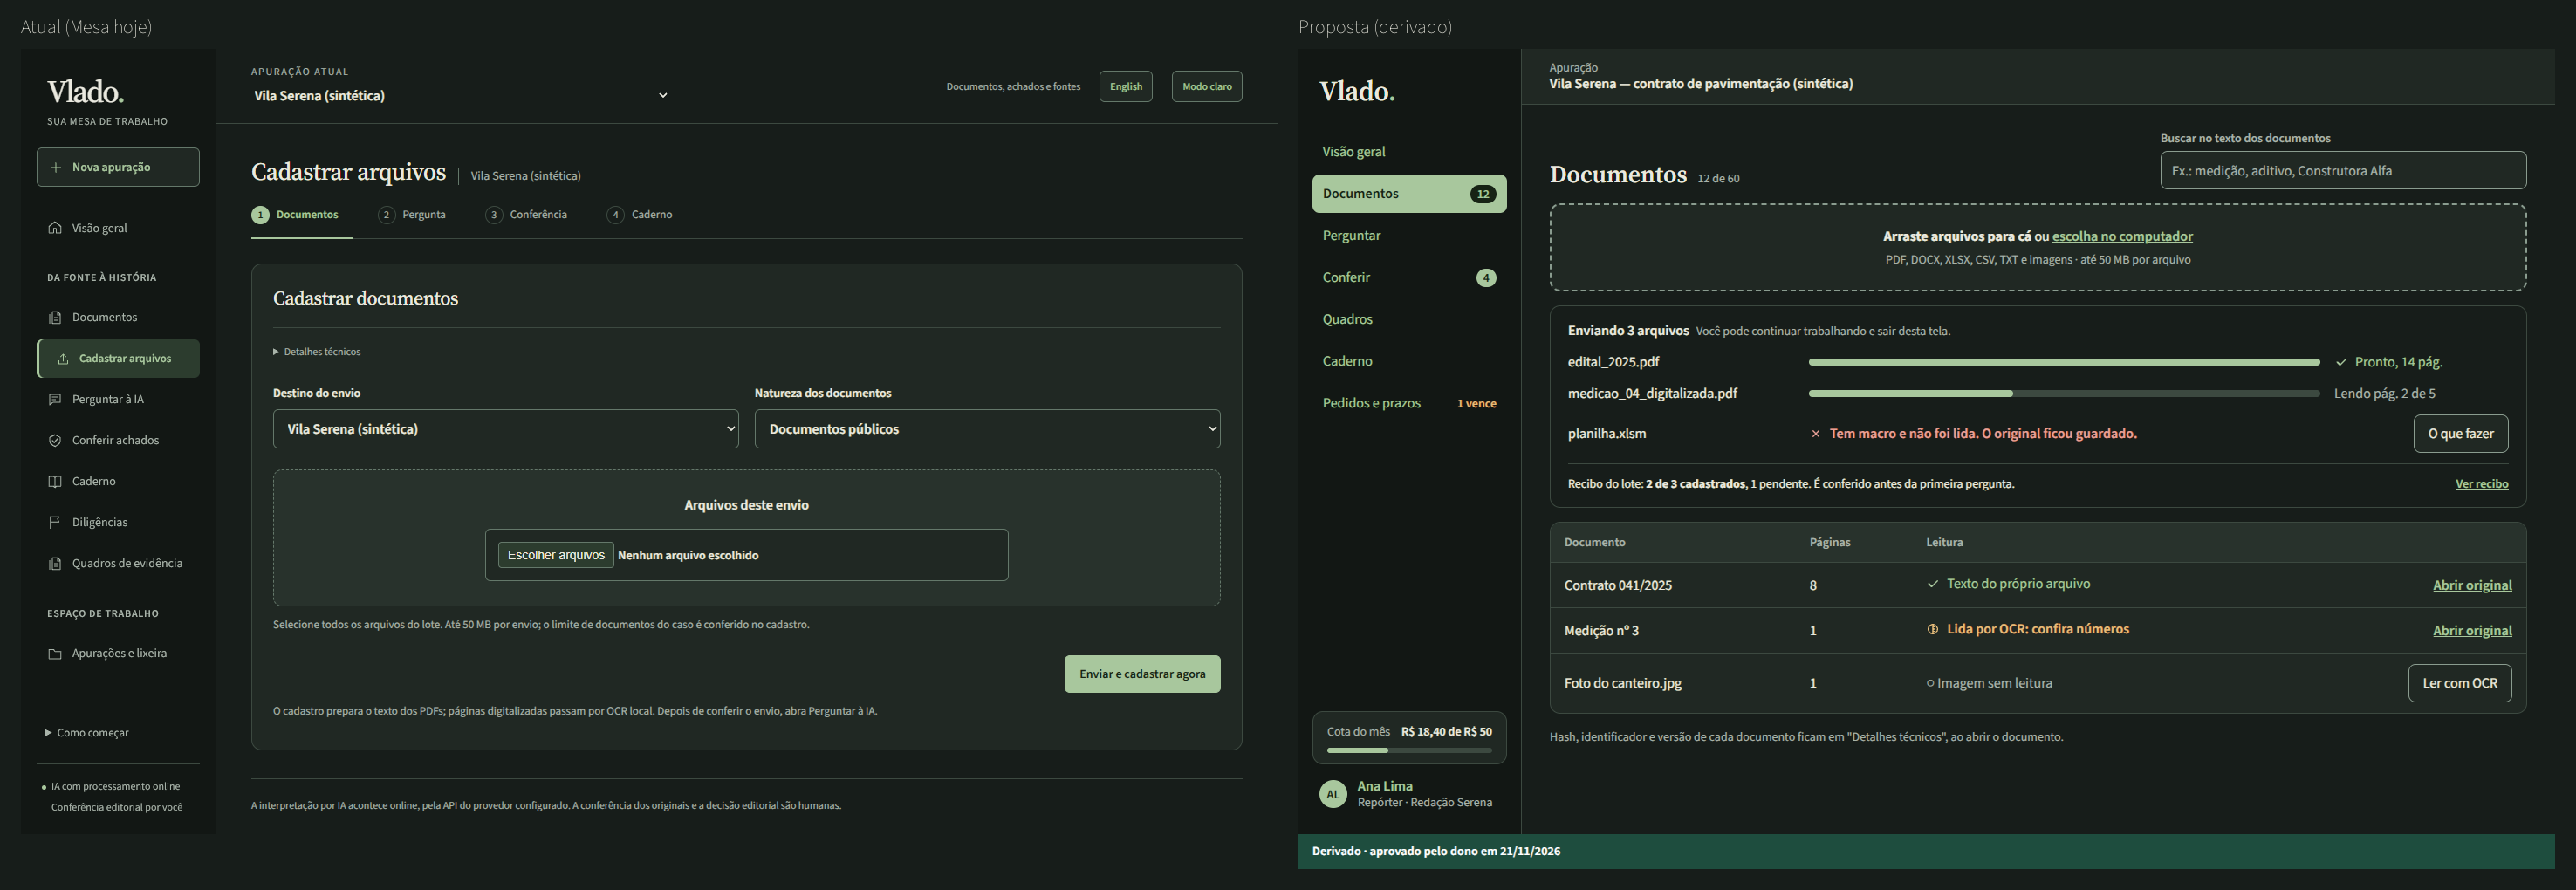 Atual (Mesa hoje)
Vlado.
SUA MESA DE TRABALHO
Nova apuração
Visão geral
DA FONTE À HISTÓRIA
Documentos
Cadastrar arquivos
Perguntar à IA
Conferir achados
Caderno
Diligências
Quadros de evidência
ESPAÇO DE TRABALHO
Apurações e lixeira
Como começar
IA com processamento online
Conferência editorial por você
APURAÇÃO ATUAL
Vila Serena (sintética)
Documentos, achados e fontes
English
Modo claro
Cadastrar arquivos
Vila Serena (sintética)
1 Documentos
2 Pergunta
3 Conferência
4 Caderno
Cadastrar documentos
Detalhes técnicos
Destino do envio
Natureza dos documentos
Vila Serena (sintética)
Documentos públicos
Arquivos deste envio
Escolher arquivos Nenhum arquivo escolhido
Selecione todos os arquivos do lote. Até 50 MB por envio; o limite de documentos do caso é conferido no cadastro.
Enviar e cadastrar agora
O cadastro prepara o texto dos PDFs; páginas digitalizadas passam por OCR local. Depois de conferir o envio, abra Perguntar à IA.
A interpretação por IA acontece online, pela API do provedor configurado. A conferência dos originais e a decisão editorial são humanas.
Proposta (derivado)
Vlado.
Visão geral
Documentos 12
Perguntar
Conferir 4
Quadros
Caderno
Pedidos e prazos 1 vence
Cota do mês R$ 18,40 de R$ 50
AL
Ana Lima
Repórter · Redação Serena
Apuração
Vila Serena — contrato de pavimentação (sintética)
Documentos 12 de 60
Buscar no texto dos documentos
Ex.: medição, aditivo, Construtora Alfa
Arraste arquivos para cá ou escolha no computador
PDF, DOCX, XLSX, CSV, TXT e imagens · até 50 MB por arquivo
Enviando 3 arquivos Você pode continuar trabalhando e sair desta tela.
edital_2025.pdf Pronto, 14 pág.
medicao_04_digitalizada.pdf Lendo pág. 2 de 5
planilha.xlsm Tem macro e não foi lida. O original ficou guardado. O que fazer
Recibo do lote: 2 de 3 cadastrados, 1 pendente. É conferido antes da primeira pergunta. Ver recibo
Documento Páginas Leitura
Contrato 041/2025 8 Texto do próprio arquivo Abrir original
Medição nº 3 1 Lida por OCR: confira números Abrir original
Foto do canteiro.jpg 1 Imagem sem leitura Ler com OCR
Hash, identificador e versão de cada documento ficam em "Detalhes técnicos", ao abrir o documento.
Derivado · aprovado pelo dono em 21/11/2026